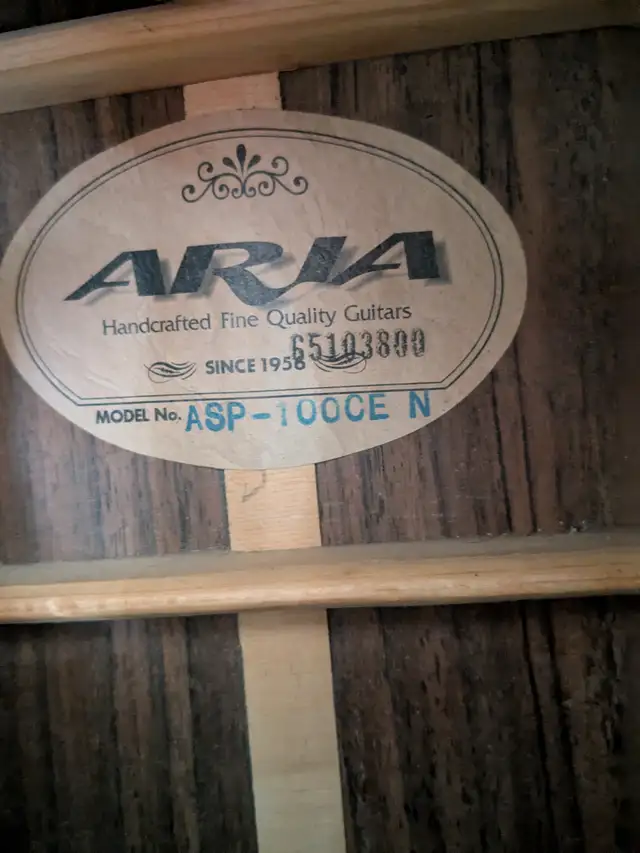 ARIA
Handcrafted Fine Quality Guitars
65103800
SINCE 1956
MODEL No. ASP-100CE N